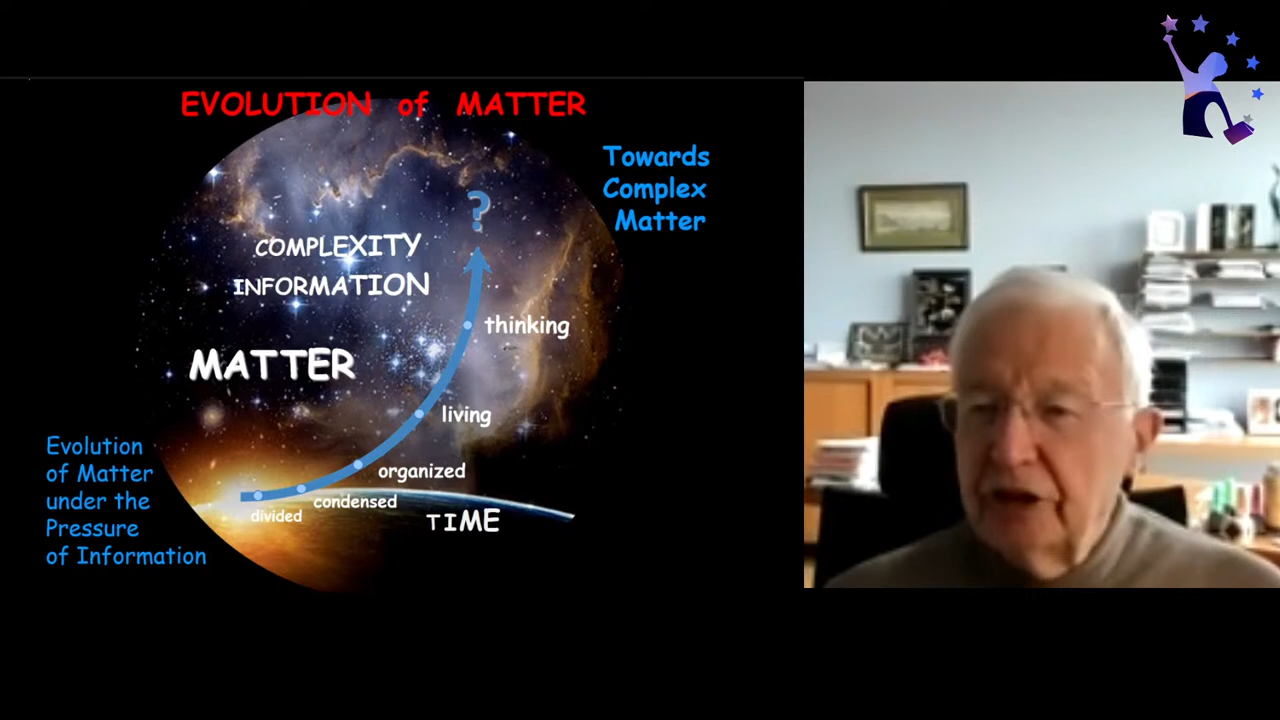 EVOLUTION of MATTER
Towards
Complex
Matter
?
COMPLEXITY
INFORMATION
thinking
MATTER
living
Evolution
of Matter
under the
Pressure
of Information
organized
condensed
divided
TIME